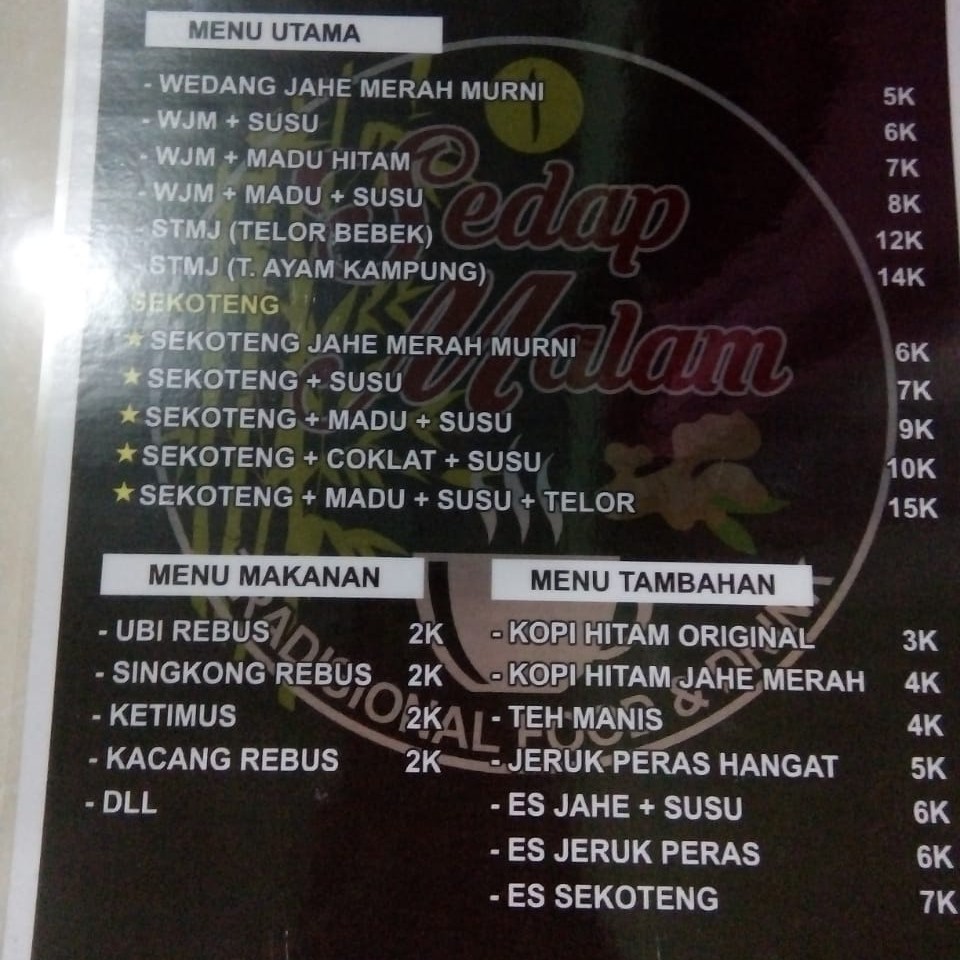 MENU UTAMA
- WEDANG JAHE MERAH MURNI 5K
- WJM + SUSU 6K
- WJM + MADU HITAM 7K
- WJM + MADU + SUSU 8K
- STMJ (TELOR BEBEK) 12K
- STMJ (T. AYAM KAMPUNG) 14K
SEKOTENG
★ SEKOTENG JAHE MERAH MURNI 6K
★ SEKOTENG + SUSU 7K
★ SEKOTENG + MADU + SUSU 9K
★ SEKOTENG + COKLAT + SUSU 10K
★ SEKOTENG + MADU + SUSU + TELOR 15K
Sedap
Malam
TRADISIONAL FOOD & DRINK
MENU MAKANAN
- UBI REBUS 2K
- SINGKONG REBUS 2K
- KETIMUS 2K
- KACANG REBUS 2K
- DLL
MENU TAMBAHAN
- KOPI HITAM ORIGINAL 3K
- KOPI HITAM JAHE MERAH 4K
- TEH MANIS 4K
- JERUK PERAS HANGAT 5K
- ES JAHE + SUSU 6K
- ES JERUK PERAS 6K
- ES SEKOTENG 7K